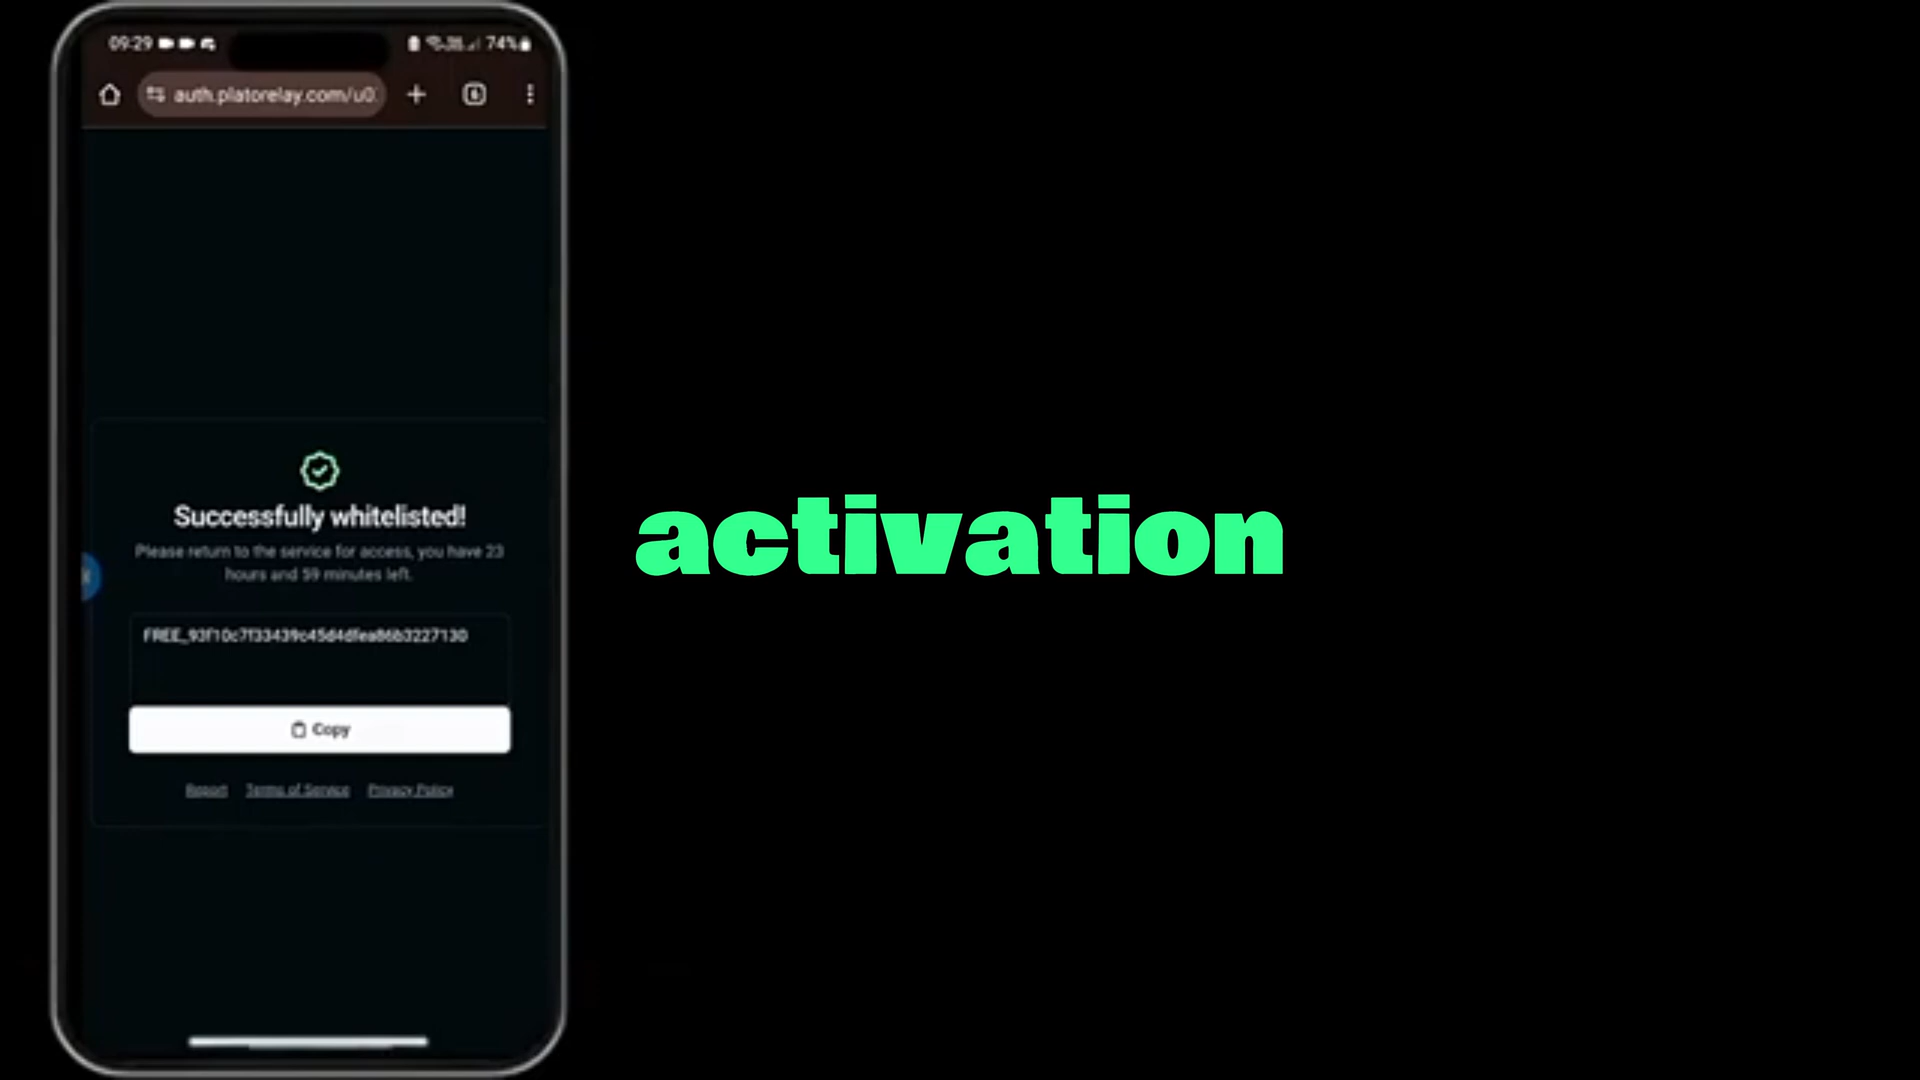 09:29 74%
auth.platorelay.com/u0
Successfully whitelisted!
Please return to the service for access, you have 23
hours and 59 minutes left.
Copy
Report Terms of Service Privacy Policy
activation